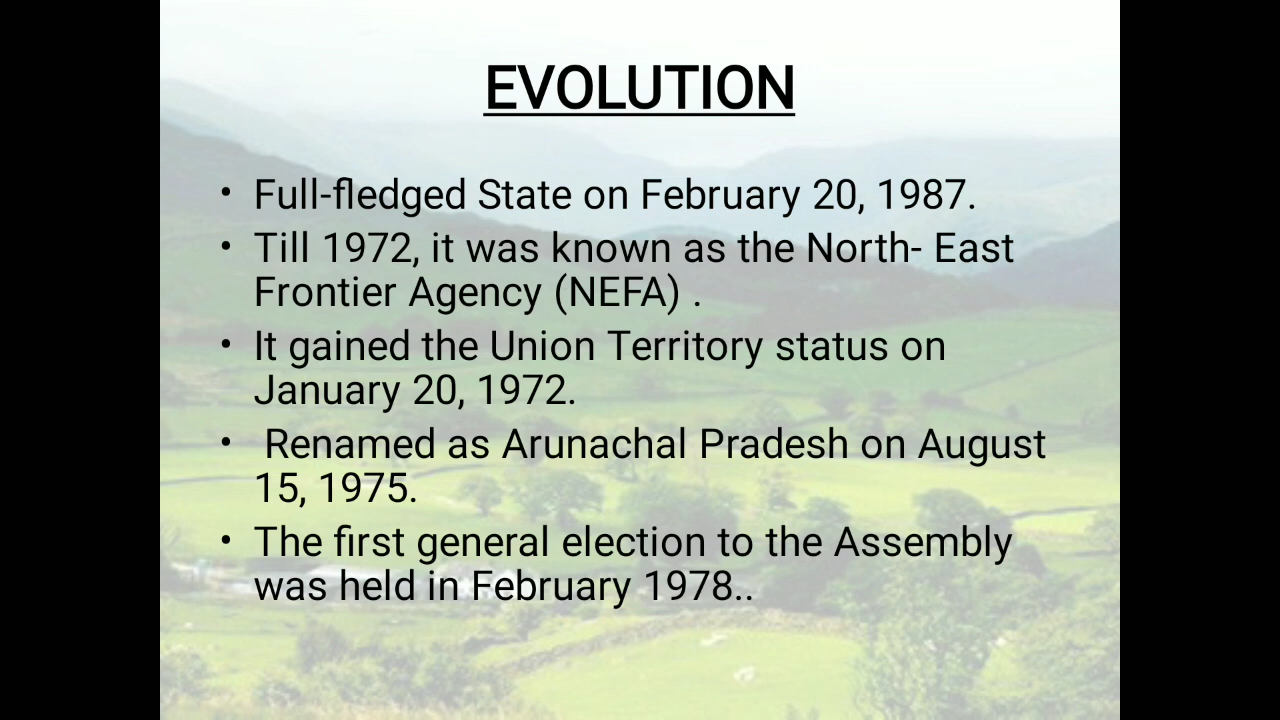 EVOLUTION
• Full-fledged State on February 20, 1987.
• Till 1972, it was known as the North- East
Frontier Agency (NEFA) .
• It gained the Union Territory status on
January 20, 1972.
•  Renamed as Arunachal Pradesh on August
15, 1975.
• The first general election to the Assembly
was held in February 1978..